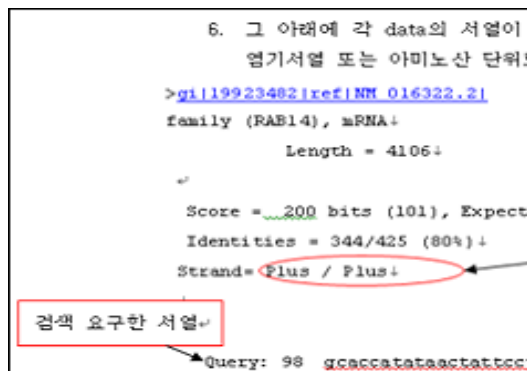 6. 그 아래에 각 data의 서열이
염기서열 또는 아미노산 단위
>gi|19923482|ref|NM_016322.2|
family (RAB14), mRNA↓
Length = 4106↓
↵
Score = 200 bits (101), Expect
Identities = 344/425 (80%)↓
Strand= Plus / Plus↓
검색 요구한 서열↵
Query: 98 gcaccatataactattcc